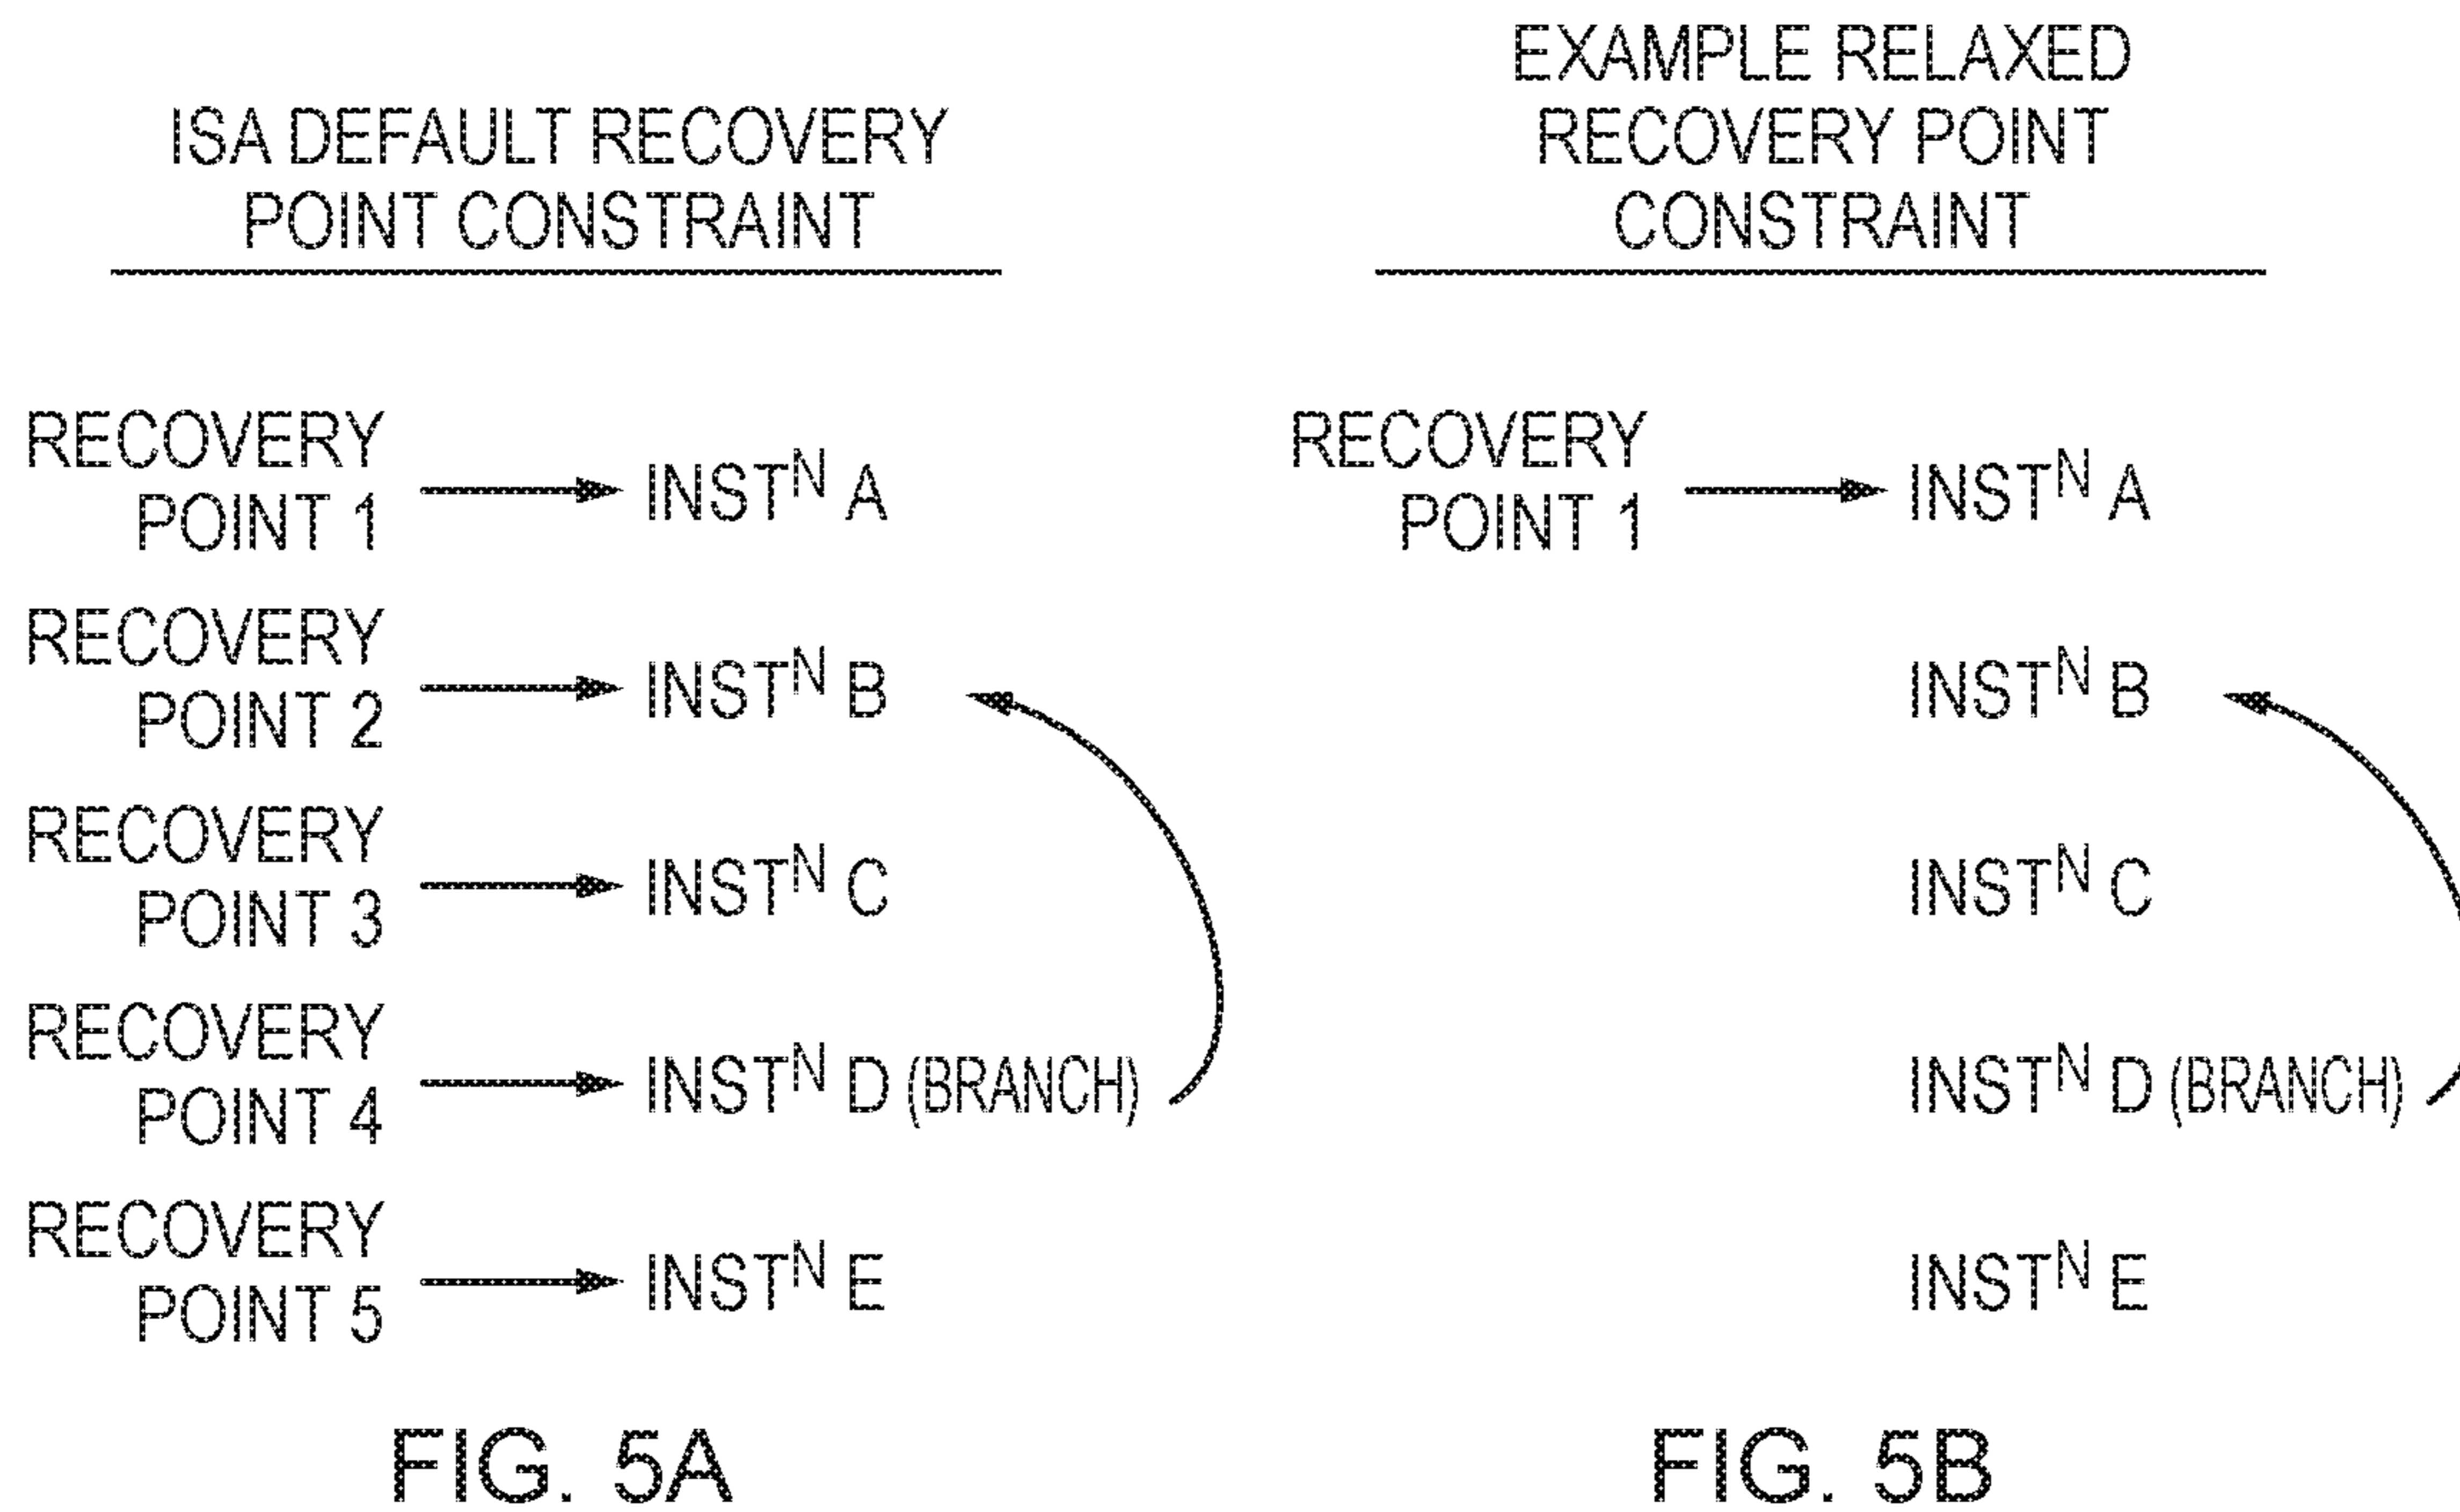 ISA DEFAULT RECOVERY
POINT CONSTRAINT
RECOVERY
POINT 1
INSTᴺ A
RECOVERY
POINT 2
INSTᴺ B
RECOVERY
POINT 3
INSTᴺ C
RECOVERY
POINT 4
INSTᴺ D (BRANCH)
RECOVERY
POINT 5
INSTᴺ E
FIG. 5A
EXAMPLE RELAXED
RECOVERY POINT
CONSTRAINT
RECOVERY
POINT 1
INSTᴺ A
INSTᴺ B
INSTᴺ C
INSTᴺ D (BRANCH)
INSTᴺ E
FIG. 5B